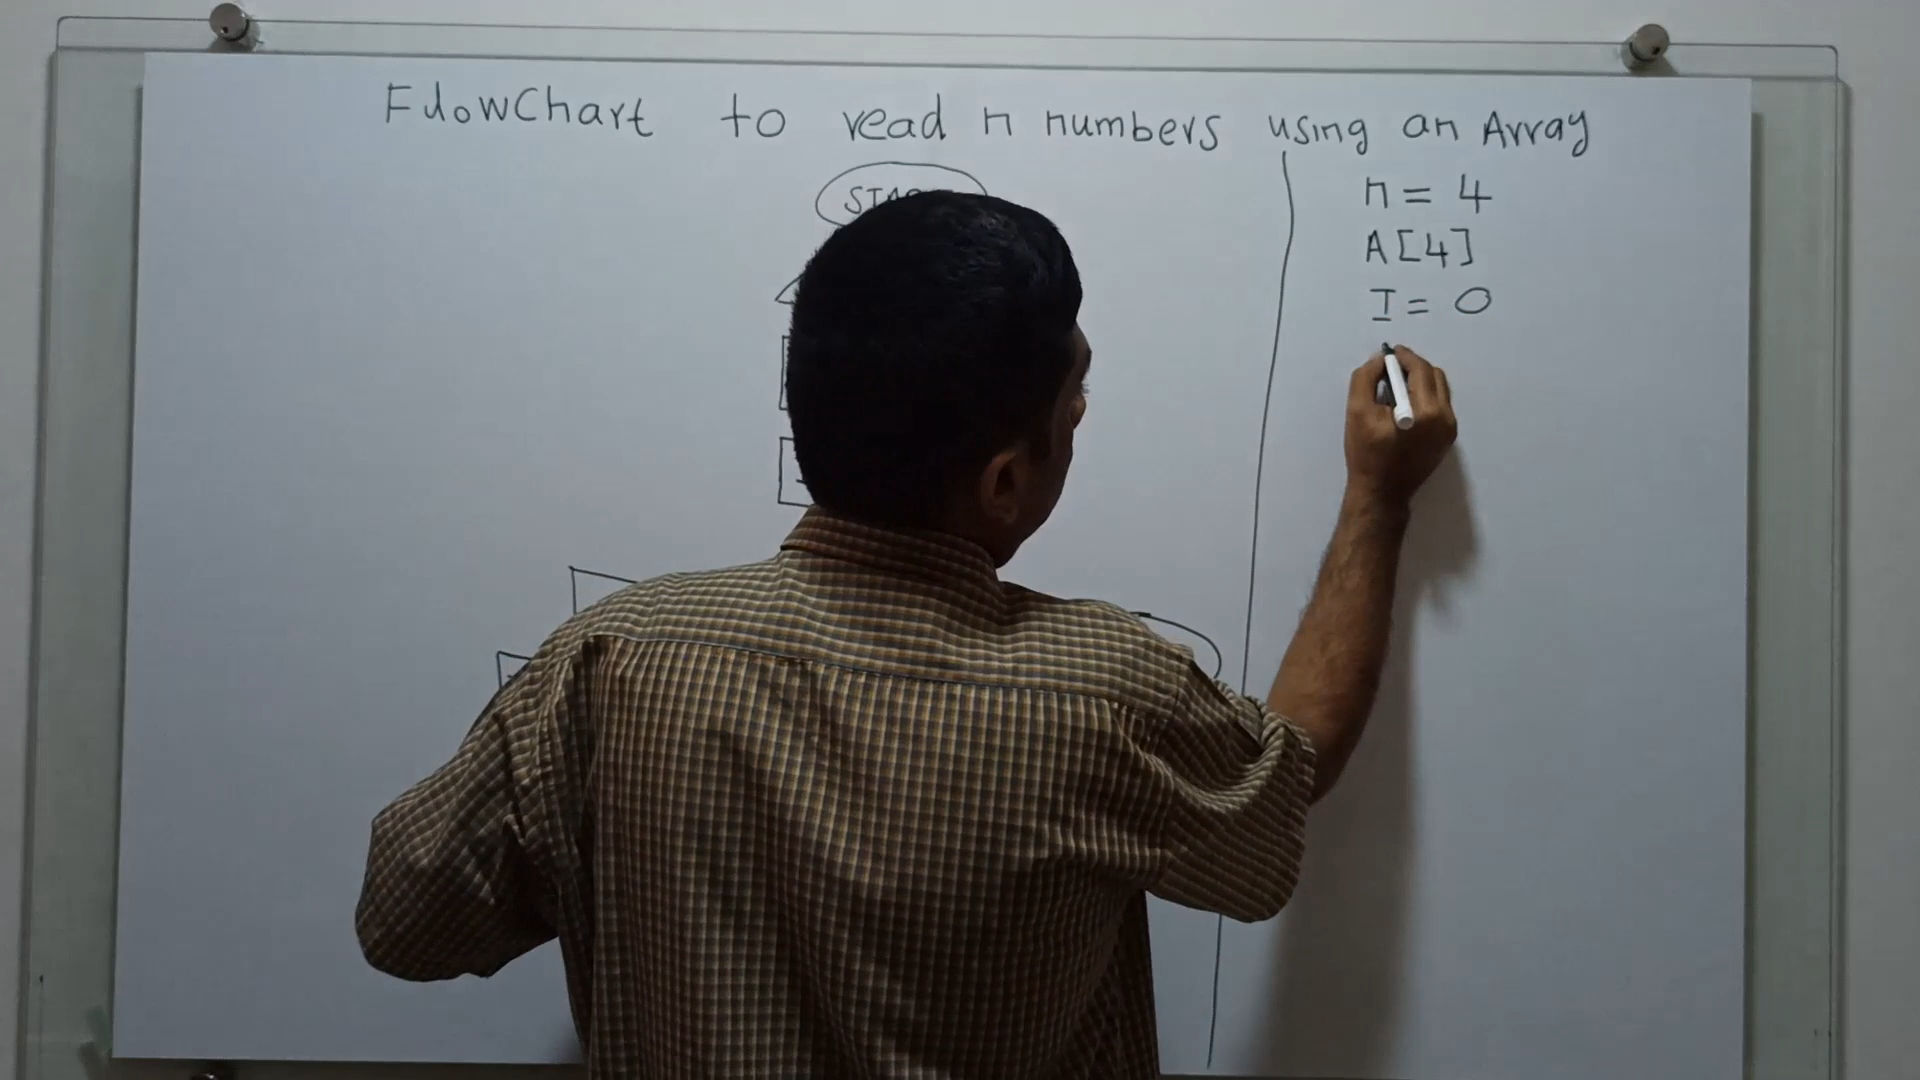 FlowChart to read n numbers using an Array
n = 4
A[4]
I = 0